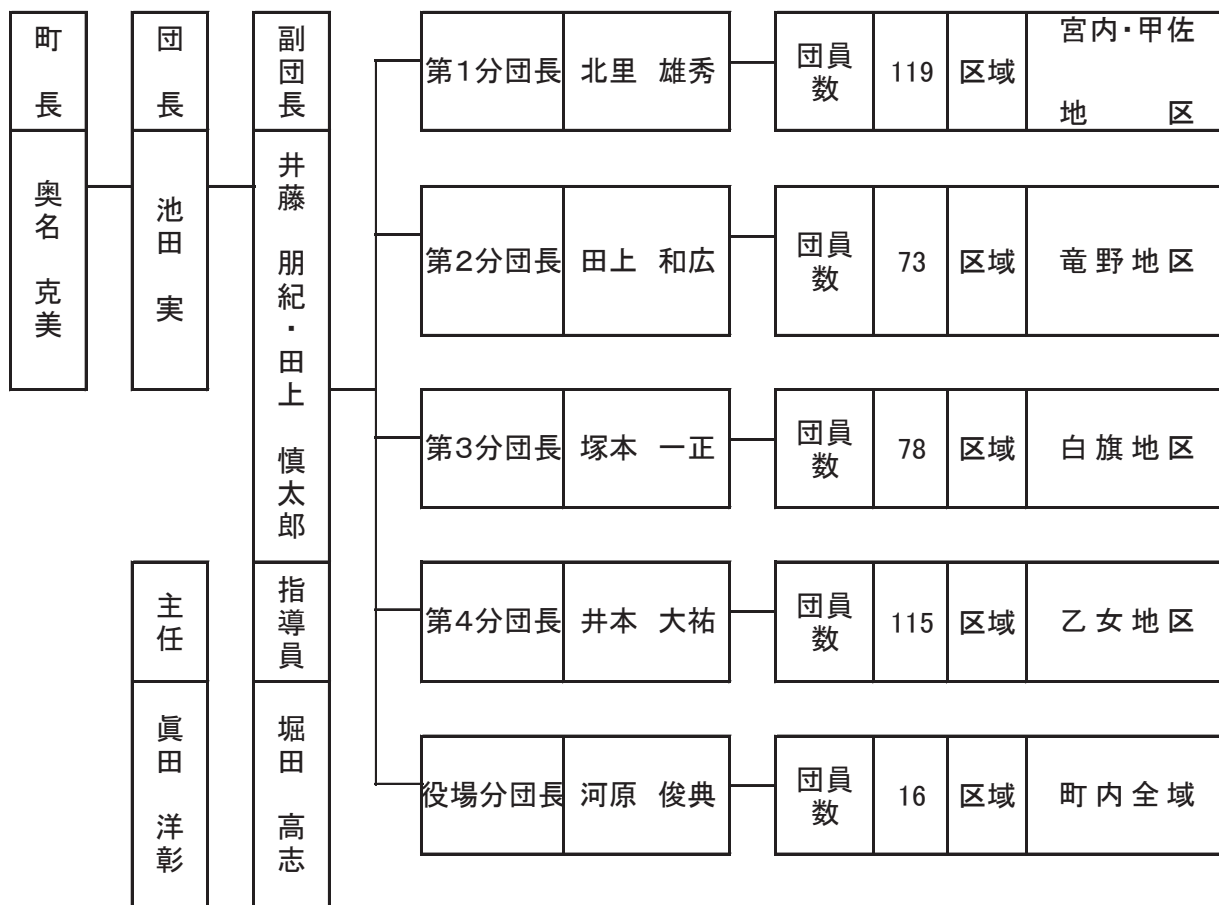 町長
奥名 克美
団長
池田 実
副団長
井藤 朋紀・田上 慎太郎
主任
眞田 洋彰
指導員
堀田 高志
第1分団長 北里 雄秀 団員数 119 区域 宮内・甲佐地区
第2分団長 田上 和広 団員数 73 区域 竜野地区
第3分団長 塚本 一正 団員数 78 区域 白旗地区
第4分団長 井本 大祐 団員数 115 区域 乙女地区
役場分団長 河原 俊典 団員数 16 区域 町内全域